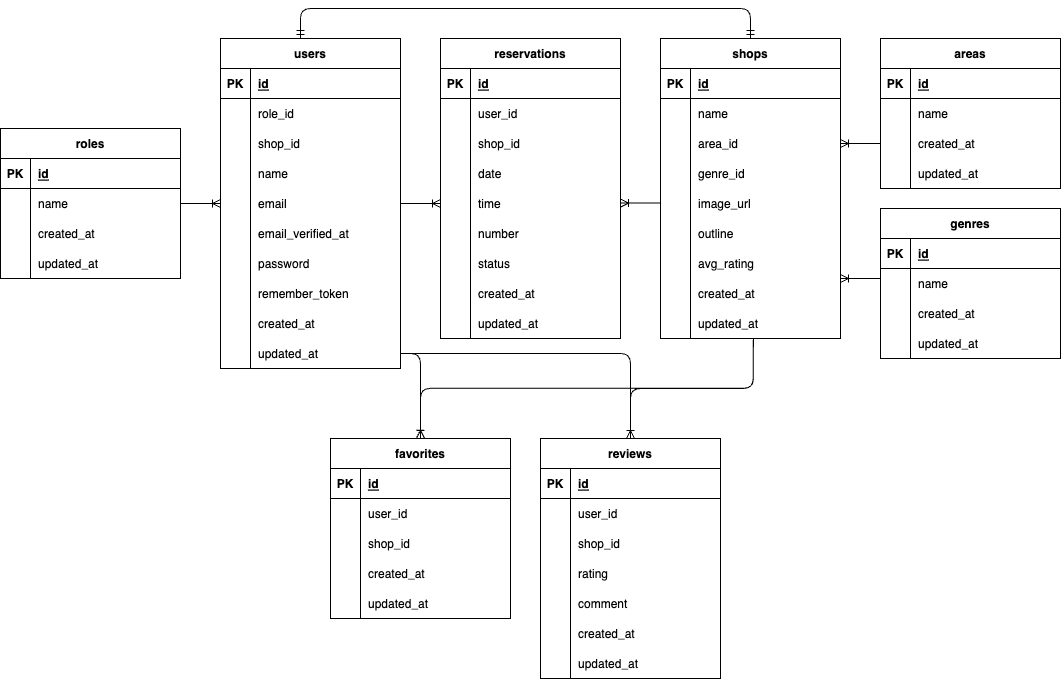 users
PK id
role_id
shop_id
name
email
email_verified_at
password
remember_token
created_at
updated_at
reservations
PK id
user_id
shop_id
date
time
number
status
created_at
updated_at
shops
PK id
name
area_id
genre_id
image_url
outline
avg_rating
created_at
updated_at
areas
PK id
name
created_at
updated_at
roles
PK id
name
created_at
updated_at
genres
PK id
name
created_at
updated_at
favorites
PK id
user_id
shop_id
created_at
updated_at
reviews
PK id
user_id
shop_id
rating
comment
created_at
updated_at